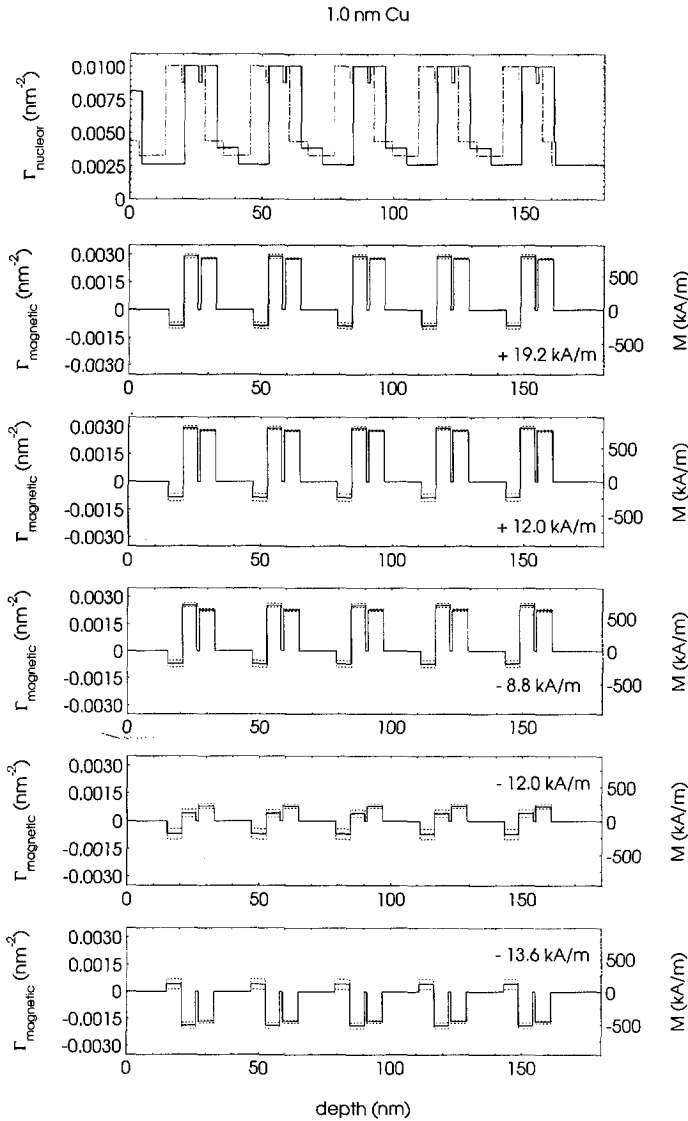 1.0 nm Cu
0.0100
0.0075
0.0050
0.0025
0
Γnuclear (nm-2)
0 50 100 150
0.0030
0.0015
0
-0.0015
-0.0030
Γmagnetic (nm-2)
500
0
-500
M (kA/m)
+ 19.2 kA/m
0 50 100 150
0.0030
0.0015
0
-0.0015
-0.0030
Γmagnetic (nm-2)
500
0
-500
M (kA/m)
+ 12.0 kA/m
0 50 100 150
0.0030
0.0015
0
-0.0015
-0.0030
Γmagnetic (nm-2)
500
0
-500
M (kA/m)
- 8.8 kA/m
0 50 100 150
0.0030
0.0015
0
-0.0015
-0.0030
Γmagnetic (nm-2)
500
0
-500
M (kA/m)
- 12.0 kA/m
0 50 100 150
0.0030
0.0015
0
-0.0015
-0.0030
Γmagnetic (nm-2)
500
0
-500
M (kA/m)
- 13.6 kA/m
0 50 100 150
depth (nm)